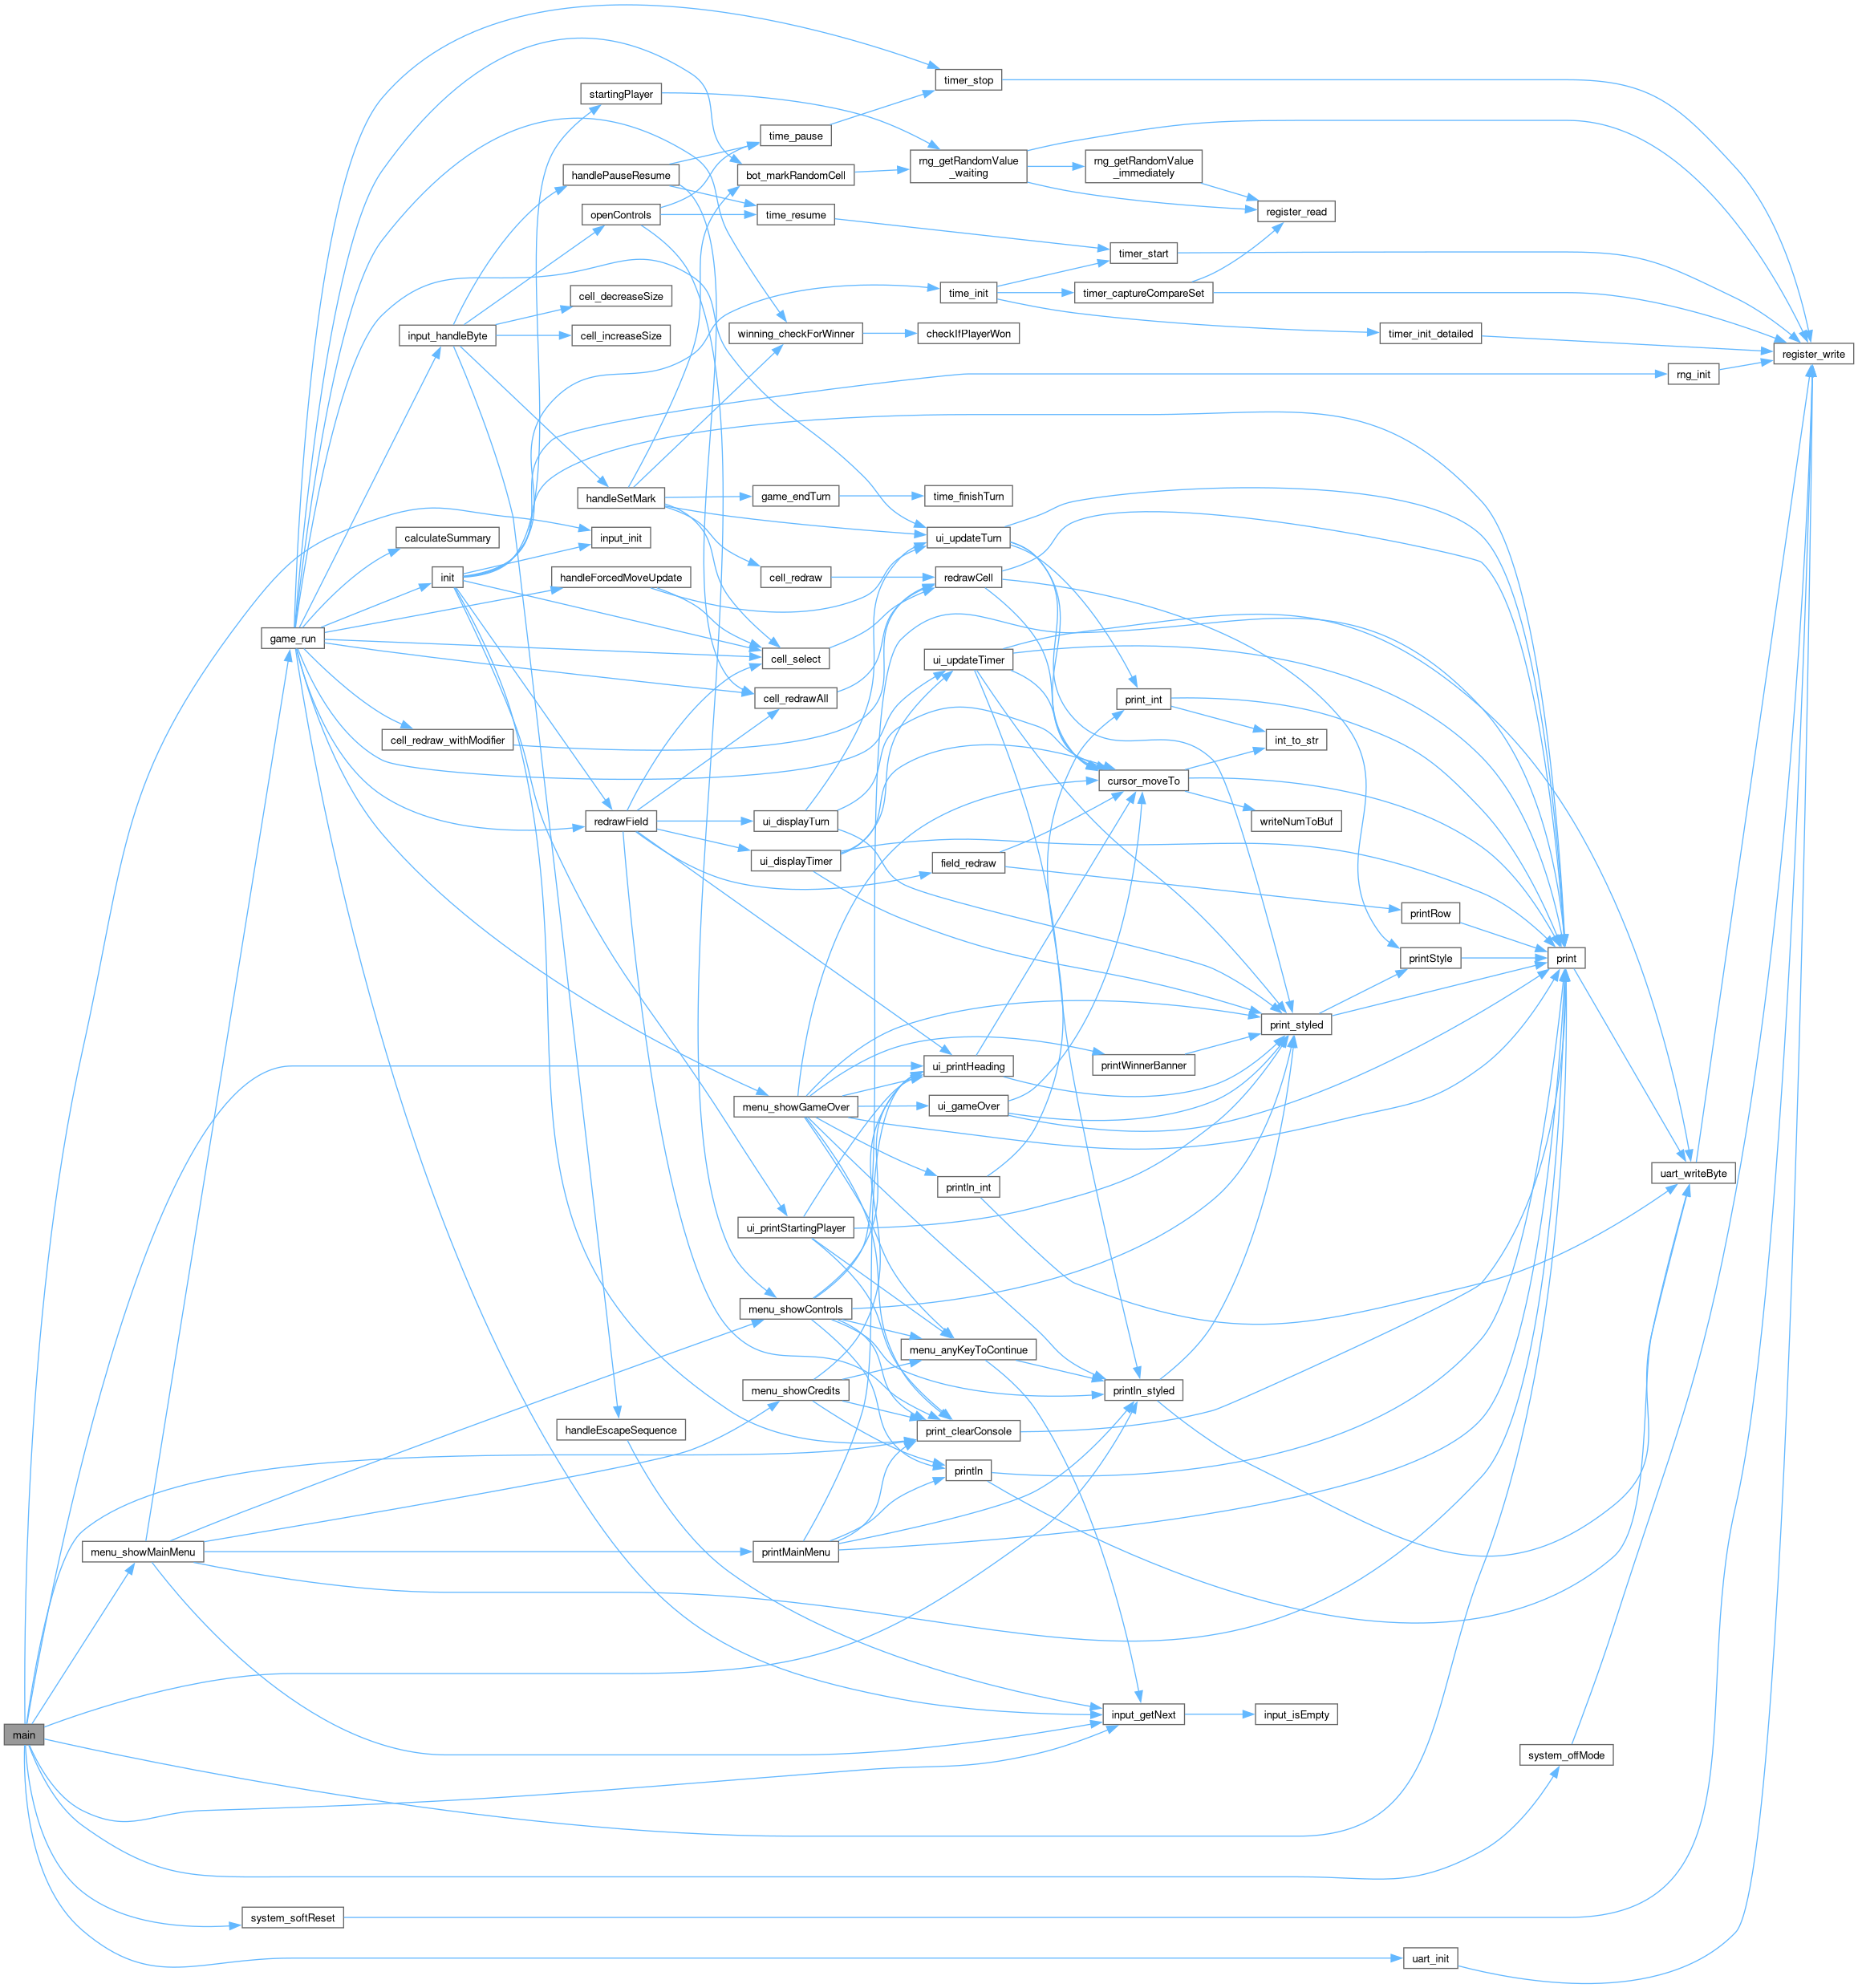 timer_stop
startingPlayer
time_pause
rng_getRandomValue
_waiting
rng_getRandomValue
_immediately
handlePauseResume
bot_markRandomCell
openControls
time_resume
register_read
timer_start
time_init
timer_captureCompareSet
cell_decreaseSize
input_handleByte
cell_increaseSize
winning_checkForWinner
checkIfPlayerWon
timer_init_detailed
register_write
rng_init
handleSetMark
game_endTurn
time_finishTurn
calculateSummary
input_init
ui_updateTurn
init
handleForcedMoveUpdate
cell_redraw
redrawCell
game_run
cell_select
ui_updateTimer
cell_redrawAll
print_int
cell_redraw_withModifier
int_to_str
cursor_moveTo
redrawField
ui_displayTurn
writeNumToBuf
ui_displayTimer
field_redraw
printRow
printStyle
print
print_styled
ui_printHeading
printWinnerBanner
menu_showGameOver
ui_gameOver
uart_writeByte
println_int
ui_printStartingPlayer
menu_showControls
menu_anyKeyToContinue
menu_showCredits
println_styled
handleEscapeSequence
print_clearConsole
println
menu_showMainMenu
printMainMenu
input_getNext
input_isEmpty
main
system_offMode
system_softReset
uart_init